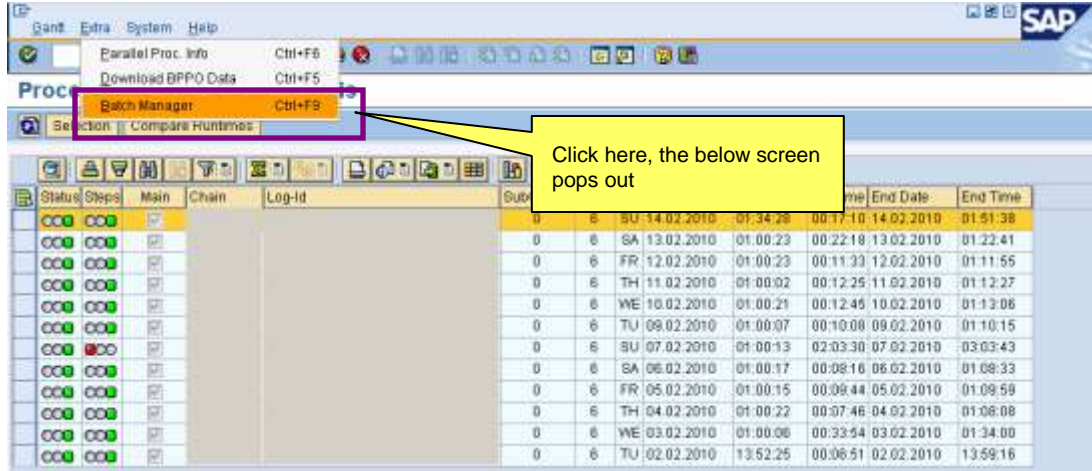 Gantt Extra System Help
SAP
Parallel Proc. Info Ctrl+F6
Download BPPO Data Ctrl+F5
Proce is
Batch Manager Ctrl+F9
Selection Compare Runtimes
Click here, the below screen
pops out
Status Steps Main Chain Log-Id Sub me End Date End Time
0 6 SU 14.02.2010 01:34:28 00:17:10 14.02.2010 01:51:38
0 6 SA 13.02.2010 01:00:23 00:22:18 13.02.2010 01:22:41
0 6 FR 12.02.2010 01:00:23 00:11:33 12.02.2010 01:11:55
0 6 TH 11.02.2010 01:00:02 00:12:25 11.02.2010 01:12:27
0 6 WE 10.02.2010 01:00:21 00:12:45 10.02.2010 01:13:06
0 6 TU 09.02.2010 01:00:07 00:10:08 09.02.2010 01:10:15
0 6 SU 07.02.2010 01:00:13 02:03:30 07.02.2010 03:03:43
0 6 SA 06.02.2010 01:00:17 00:08:16 06.02.2010 01:08:33
0 6 FR 05.02.2010 01:00:15 00:09:44 05.02.2010 01:09:59
0 6 TH 04.02.2010 01:00:22 00:07:46 04.02.2010 01:08:08
0 6 WE 03.02.2010 01:00:06 00:33:54 03.02.2010 01:34:00
0 6 TU 02.02.2010 13:52:25 00:06:51 02.02.2010 13:59:16